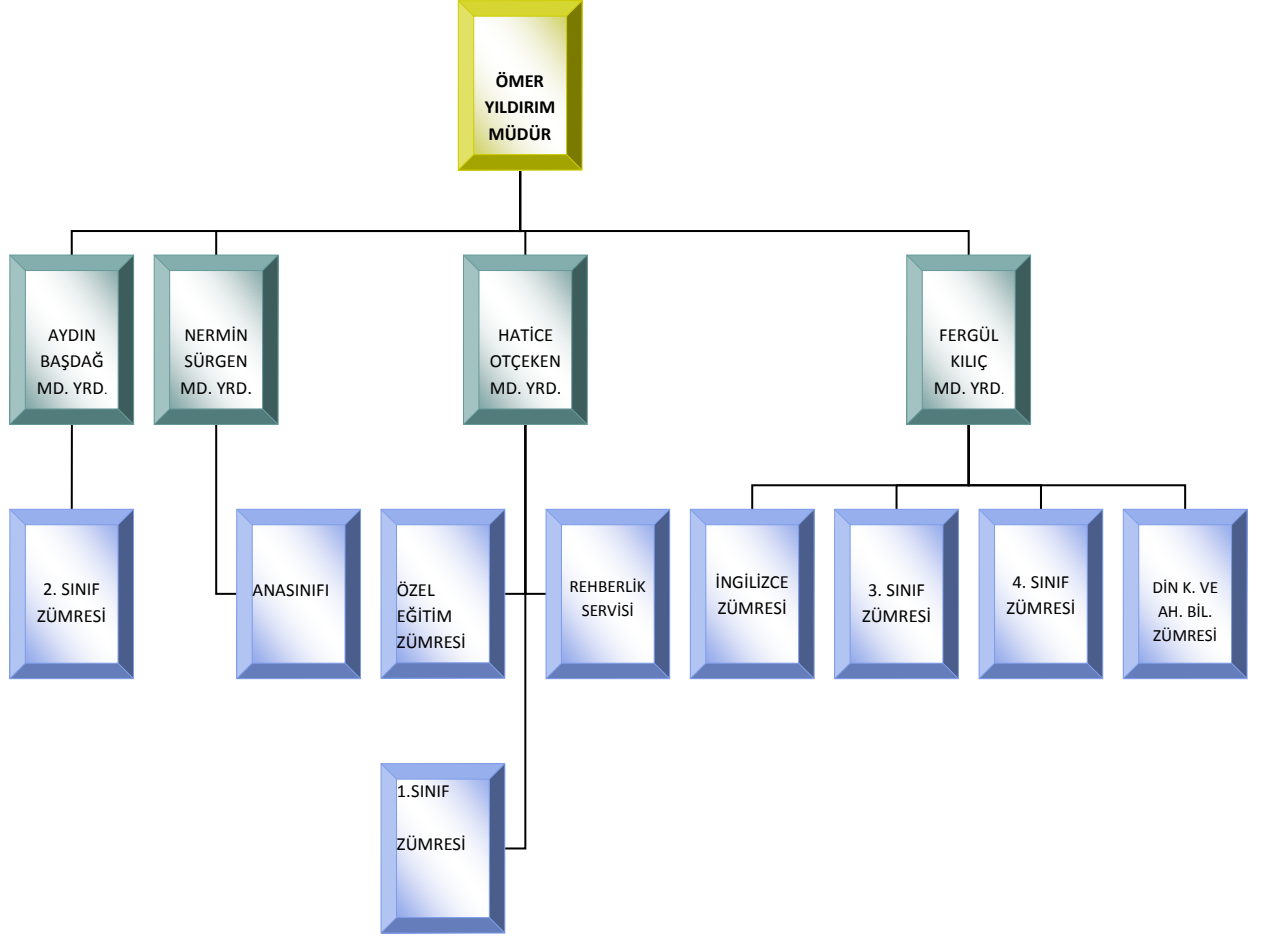 ÖMER
YILDIRIM
MÜDÜR
AYDIN
BAŞDAĞ
MD. YRD.
NERMİN
SÜRGEN
MD. YRD.
HATİCE
OTÇEKEN
MD. YRD.
FERGÜL
KILIÇ
MD. YRD.
2. SINIF
ZÜMRESİ
ANASINIFI
ÖZEL
EĞİTİM
ZÜMRESİ
REHBERLİK
SERVİSİ
İNGİLİZCE
ZÜMRESİ
3. SINIF
ZÜMRESİ
4. SINIF
ZÜMRESİ
DİN K. VE
AH. BİL.
ZÜMRESİ
1.SINIF
ZÜMRESİ